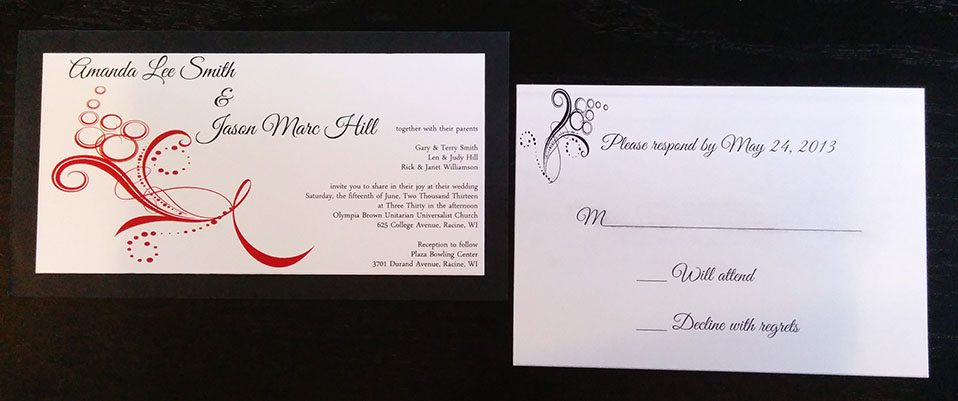 Amanda Lee Smith
&
Jason Marc Hill
together with their parents
Gary & Terry Smith
Len & Judy Hill
Rick & Janet Williamson
invite you to share in their joy at their wedding
Saturday, the fifteenth of June, Two Thousand Thirteen
at Three Thirty in the afternoon
Olympia Brown Unitarian Universalist Church
625 College Avenue, Racine, WI
Reception to follow
Plaza Bowling Center
3701 Durand Avenue, Racine, WI
Please respond by May 24, 2013
M
Will attend
Decline with regrets